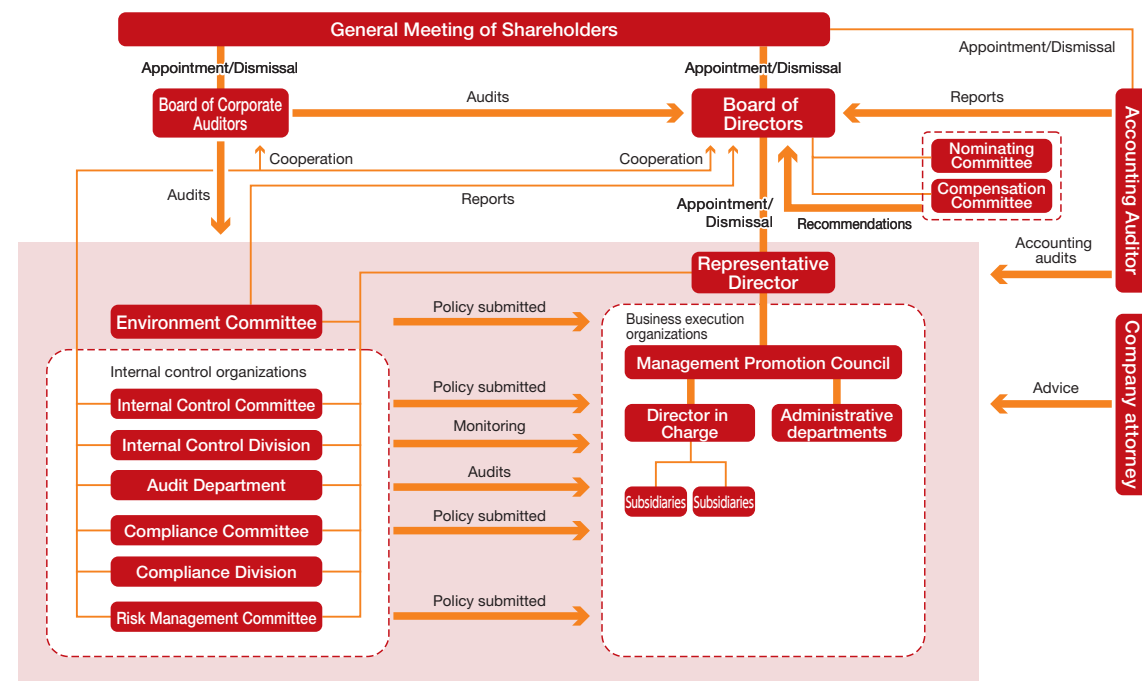 General Meeting of Shareholders
Appointment/Dismissal
Appointment/Dismissal
Appointment/Dismissal
Board of Corporate
Auditors
Audits
Board of
Directors
Reports
Accounting Auditor
Nominating
Committee
Compensation
Committee
Cooperation
Cooperation
Audits
Reports
Appointment/
Dismissal
Recommendations
Accounting
audits
Representative
Director
Environment Committee
Policy submitted
Business execution
organizations
Company attorney
Management Promotion Council
Internal control organizations
Internal Control Committee
Policy submitted
Director in
Charge
Administrative
departments
Advice
Internal Control Division
Monitoring
Audit Department
Audits
Subsidiaries
Subsidiaries
Compliance Committee
Policy submitted
Compliance Division
Risk Management Committee
Policy submitted